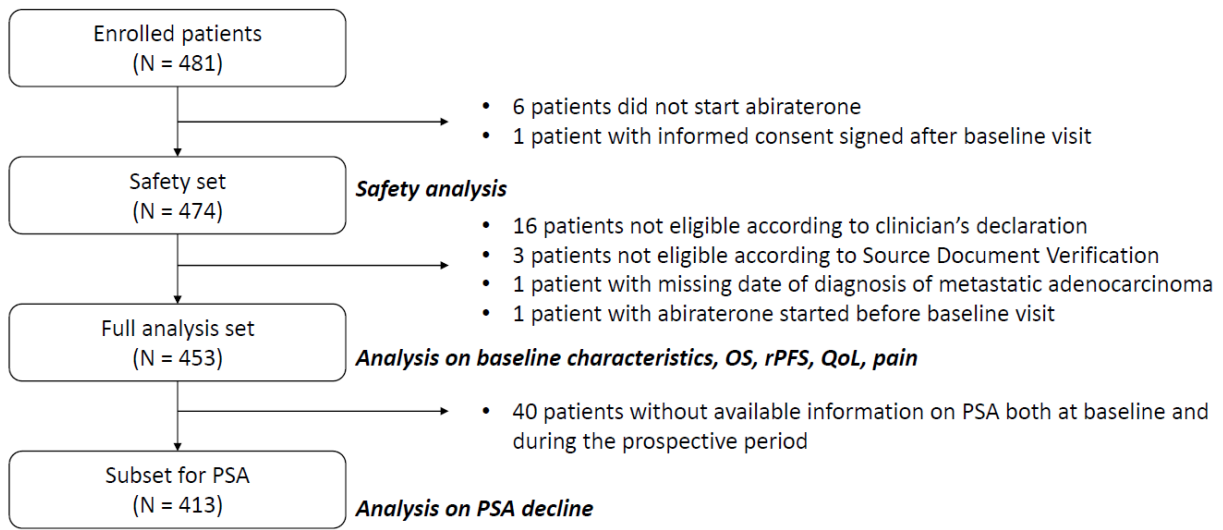 Enrolled patients
(N = 481)
• 6 patients did not start abiraterone
• 1 patient with informed consent signed after baseline visit
Safety set
(N = 474)
Safety analysis
• 16 patients not eligible according to clinician's declaration
• 3 patients not eligible according to Source Document Verification
• 1 patient with missing date of diagnosis of metastatic adenocarcinoma
• 1 patient with abiraterone started before baseline visit
Full analysis set
(N = 453)
Analysis on baseline characteristics, OS, rPFS, QoL, pain
• 40 patients without available information on PSA both at baseline and
during the prospective period
Subset for PSA
(N = 413)
Analysis on PSA decline